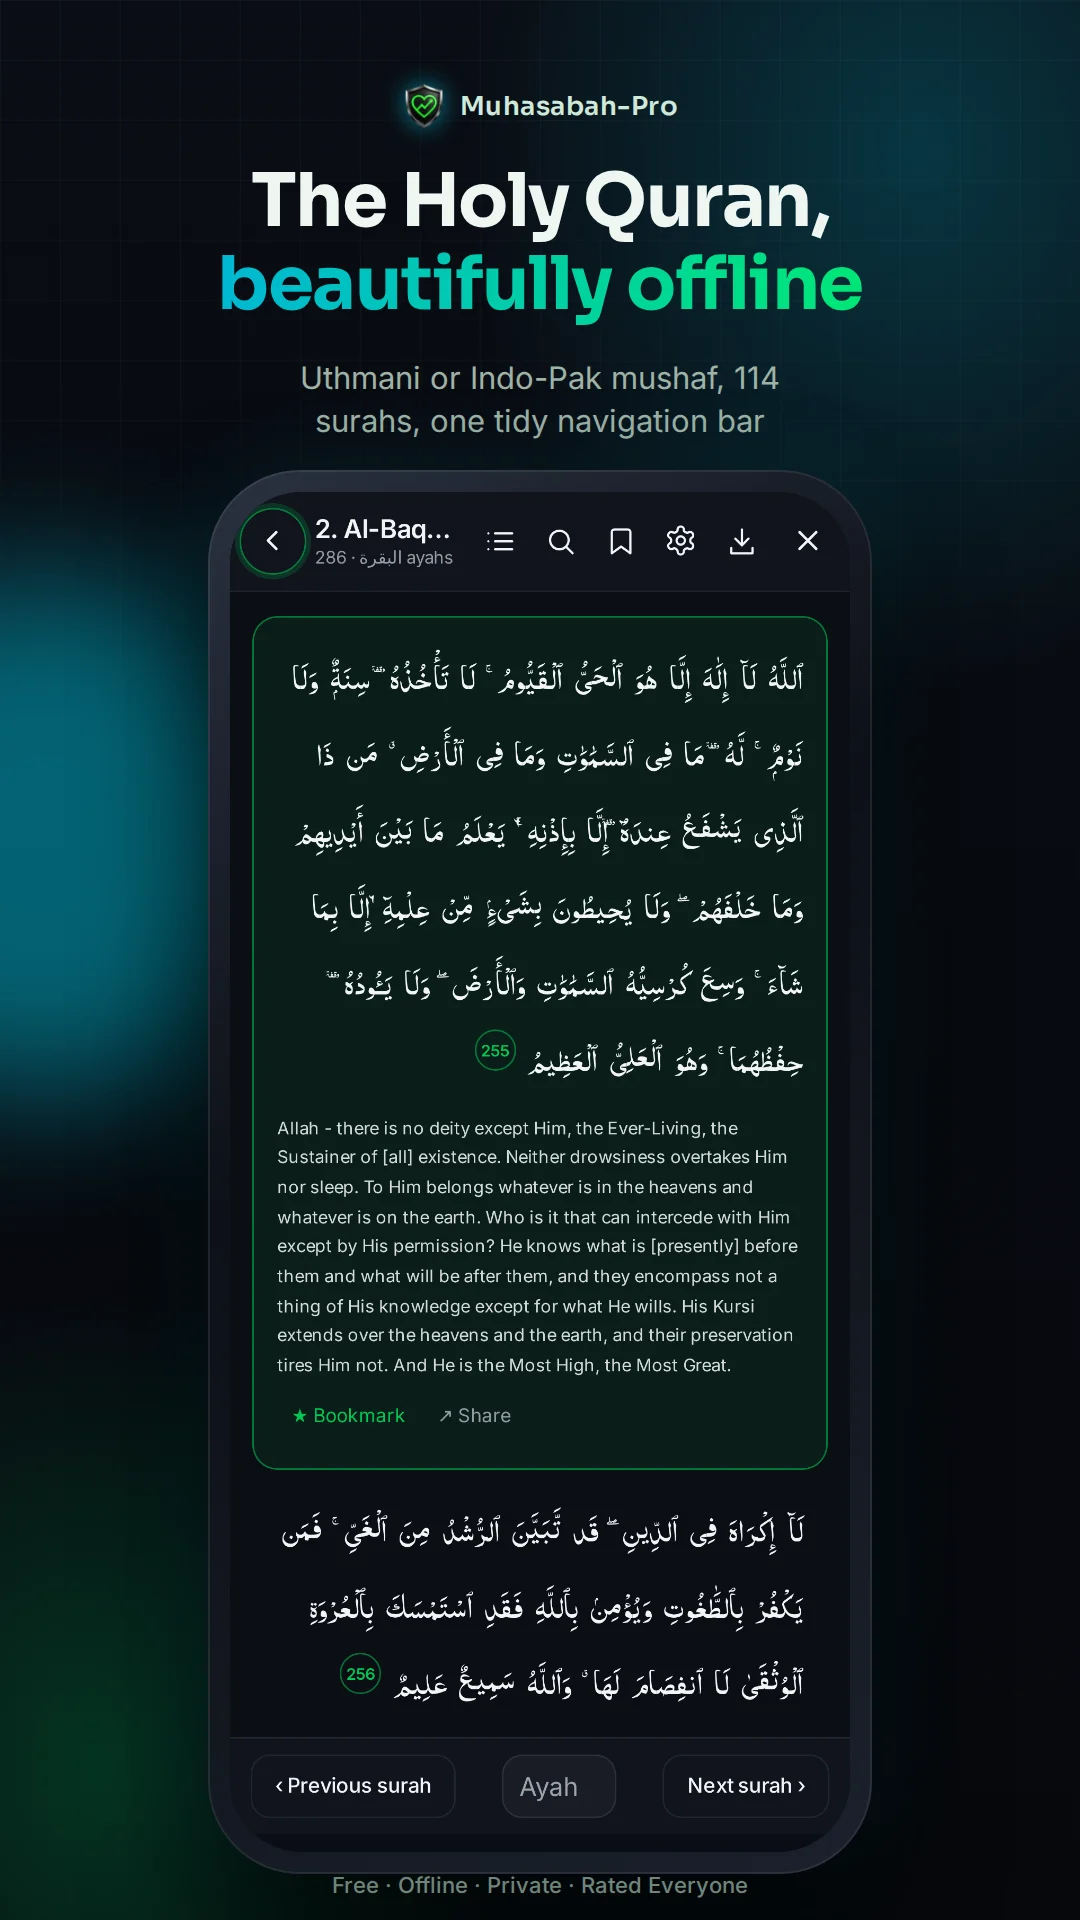 Muhasabah-Pro
The Holy Quran,
beautifully offline
Uthmani or Indo-Pak mushaf, 114
surahs, one tidy navigation bar
2. Al-Baq...
286 · البقرة ayahs
ٱللَّهُ لَآ إِلَٰهَ إِلَّا هُوَ ٱلْحَىُّ ٱلْقَيُّومُ ۚ لَا تَأْخُذُهُۥ سِنَةٌ وَلَا
نَوْمٌ ۚ لَّهُۥ مَا فِى ٱلسَّمَٰوَٰتِ وَمَا فِى ٱلْأَرْضِ ۗ مَن ذَا
ٱلَّذِى يَشْفَعُ عِندَهُۥٓ إِلَّا بِإِذْنِهِۦ ۚ يَعْلَمُ مَا بَيْنَ أَيْدِيهِمْ
وَمَا خَلْفَهُمْ ۖ وَلَا يُحِيطُونَ بِشَىْءٍ مِّنْ عِلْمِهِۦٓ إِلَّا بِمَا
شَآءَ ۚ وَسِعَ كُرْسِيُّهُ ٱلسَّمَٰوَٰتِ وَٱلْأَرْضَ ۖ وَلَا يَـُٔودُهُۥ
حِفْظُهُمَا ۚ وَهُوَ ٱلْعَلِىُّ ٱلْعَظِيمُ 255
Allah - there is no deity except Him, the Ever-Living, the
Sustainer of [all] existence. Neither drowsiness overtakes Him
nor sleep. To Him belongs whatever is in the heavens and
whatever is on the earth. Who is it that can intercede with Him
except by His permission? He knows what is [presently] before
them and what will be after them, and they encompass not a
thing of His knowledge except for what He wills. His Kursi
extends over the heavens and the earth, and their preservation
tires Him not. And He is the Most High, the Most Great.
★ Bookmark ↗ Share
لَآ إِكْرَاهَ فِى ٱلدِّينِ ۖ قَد تَّبَيَّنَ ٱلرُّشْدُ مِنَ ٱلْغَىِّ ۚ فَمَن
يَكْفُرْ بِٱلطَّٰغُوتِ وَيُؤْمِنۢ بِٱللَّهِ فَقَدِ ٱسْتَمْسَكَ بِٱلْعُرْوَةِ
ٱلْوُثْقَىٰ لَا ٱنفِصَامَ لَهَا ۗ وَٱللَّهُ سَمِيعٌ عَلِيمٌ 256
‹ Previous surah Ayah Next surah ›
Free · Offline · Private · Rated Everyone